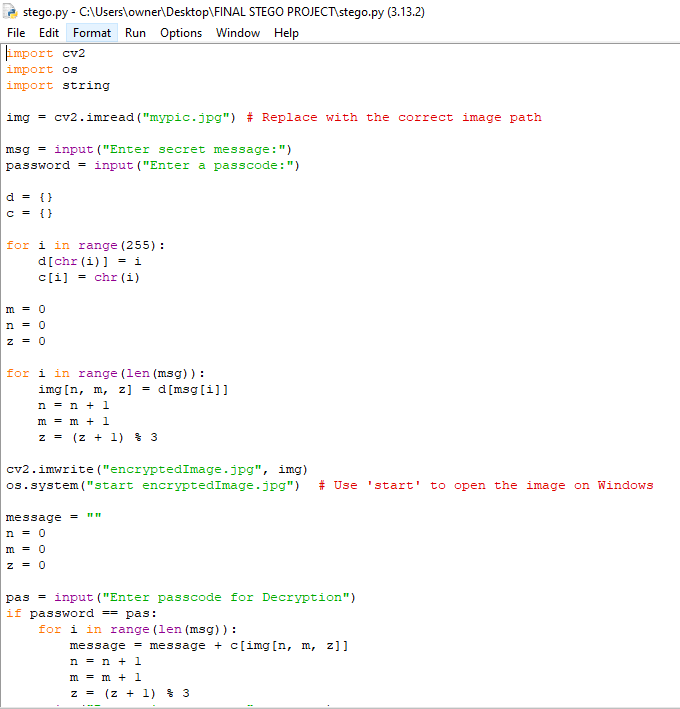 stego.py - C:\Users\owner\Desktop\FINAL STEGO PROJECT\stego.py (3.13.2)
File Edit Format Run Options Window Help
import cv2
import os
import string
img = cv2.imread("mypic.jpg") # Replace with the correct image path
msg = input("Enter secret message:")
password = input("Enter a passcode:")
d = {}
c = {}
for i in range(255):
    d[chr(i)] = i
    c[i] = chr(i)
m = 0
n = 0
z = 0
for i in range(len(msg)):
    img[n, m, z] = d[msg[i]]
    n = n + 1
    m = m + 1
    z = (z + 1) % 3
cv2.imwrite("encryptedImage.jpg", img)
os.system("start encryptedImage.jpg")  # Use 'start' to open the image on Windows
message = ""
n = 0
m = 0
z = 0
pas = input("Enter passcode for Decryption")
if password == pas:
    for i in range(len(msg)):
        message = message + c[img[n, m, z]]
        n = n + 1
        m = m + 1
        z = (z + 1) % 3